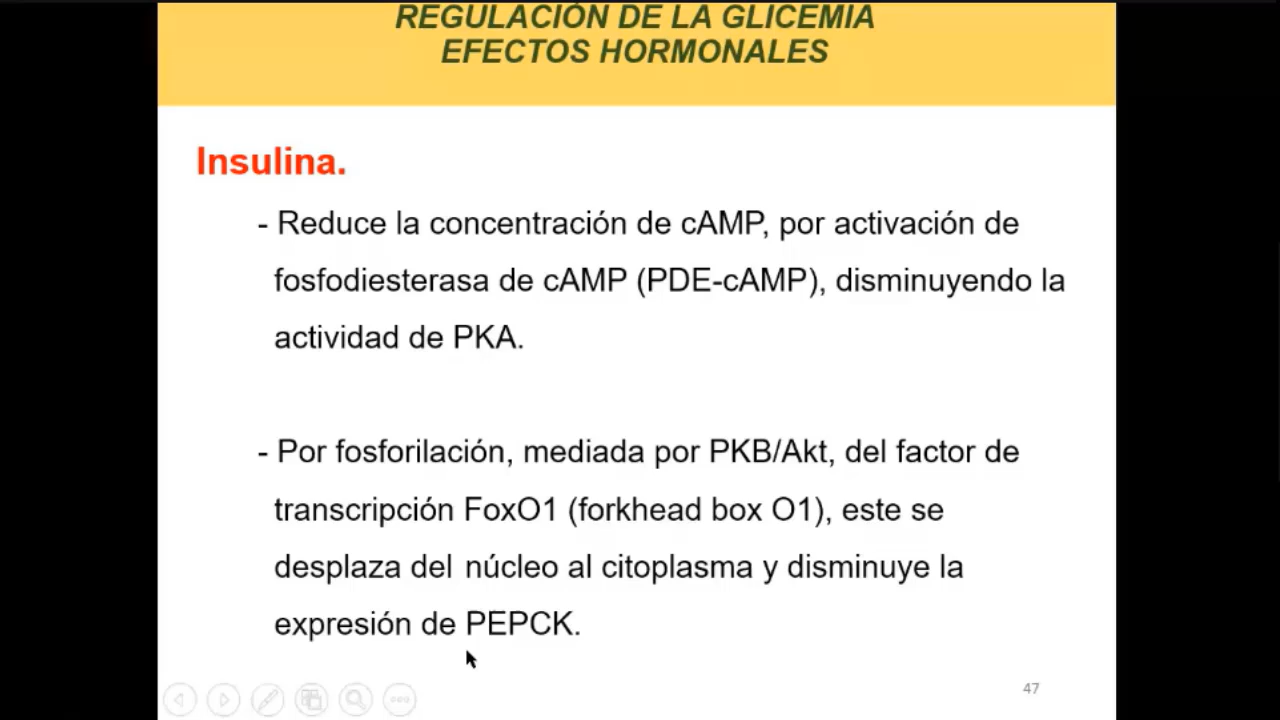 REGULACIÓN DE LA GLICEMIA
EFECTOS HORMONALES
Insulina.
- Reduce la concentración de cAMP, por activación de
fosfodiesterasa de cAMP (PDE-cAMP), disminuyendo la
actividad de PKA.
- Por fosforilación, mediada por PKB/Akt, del factor de
transcripción FoxO1 (forkhead box O1), este se
desplaza del núcleo al citoplasma y disminuye la
expresión de PEPCK.
47